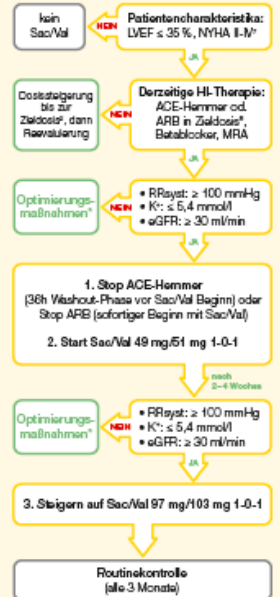 kein
Sac/Val
NEIN
Patientencharakteristika:
LVEF ≤ 35 %, NYHA II-IV
JA
Dosissteigerung
bis zur
Zieldosis², dann
Reevaluierung
NEIN
Derzeitige HI-Therapie:
ACE-Hemmer od.
ARB in Zieldosis²,
Betablocker, MRA
JA
Optimierungs-
maßnahmen*
NEIN
• RRsyst: ≥ 100 mmHg
• K⁺: ≤ 5,4 mmol/l
• eGFR: ≥ 30 ml/min
JA
1. Stop ACE-Hemmer
(36h Washout-Phase vor Sac/Val Beginn) oder
Stop ARB (sofortiger Beginn mit Sac/Val)
2. Start Sac/Val 49 mg/51 mg 1-0-1
nach
2–4 Wochen
Optimierungs-
maßnahmen*
NEIN
• RRsyst: ≥ 100 mmHg
• K⁺: ≤ 5,4 mmol/l
• eGFR: ≥ 30 ml/min
JA
3. Steigern auf Sac/Val 97 mg/103 mg 1-0-1
Routinekontrolle
(alle 3 Monate)